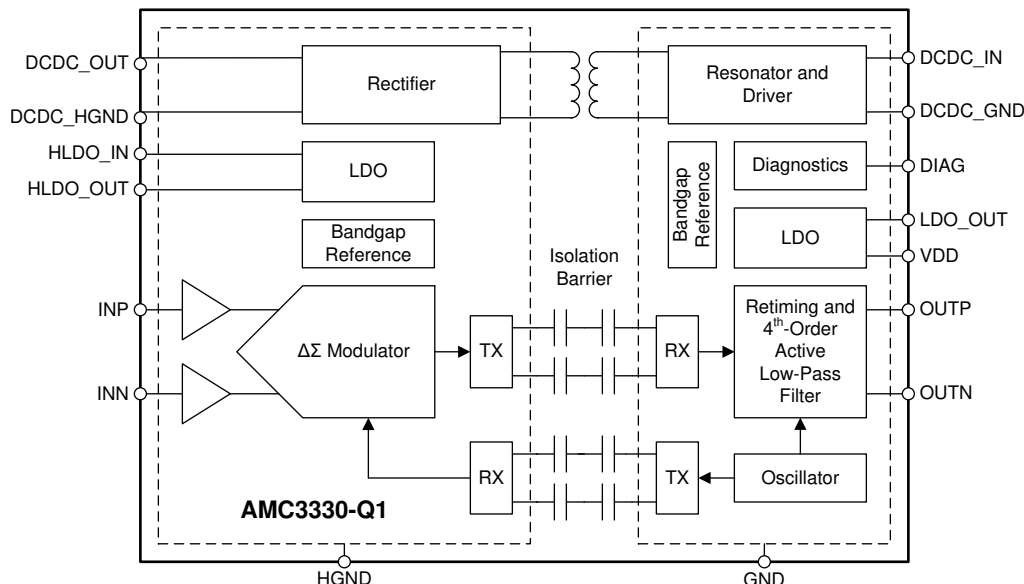 DCDC_OUT
DCDC_HGND
HLDO_IN
HLDO_OUT
INP
INN
Rectifier
LDO
Bandgap
Reference
ΔΣ Modulator
TX
RX
AMC3330-Q1
HGND
Isolation
Barrier
Resonator and
Driver
Bandgap
Reference
Diagnostics
LDO
RX
Retiming and
4th-Order
Active
Low-Pass
Filter
TX
Oscillator
DCDC_IN
DCDC_GND
DIAG
LDO_OUT
VDD
OUTP
OUTN
GND